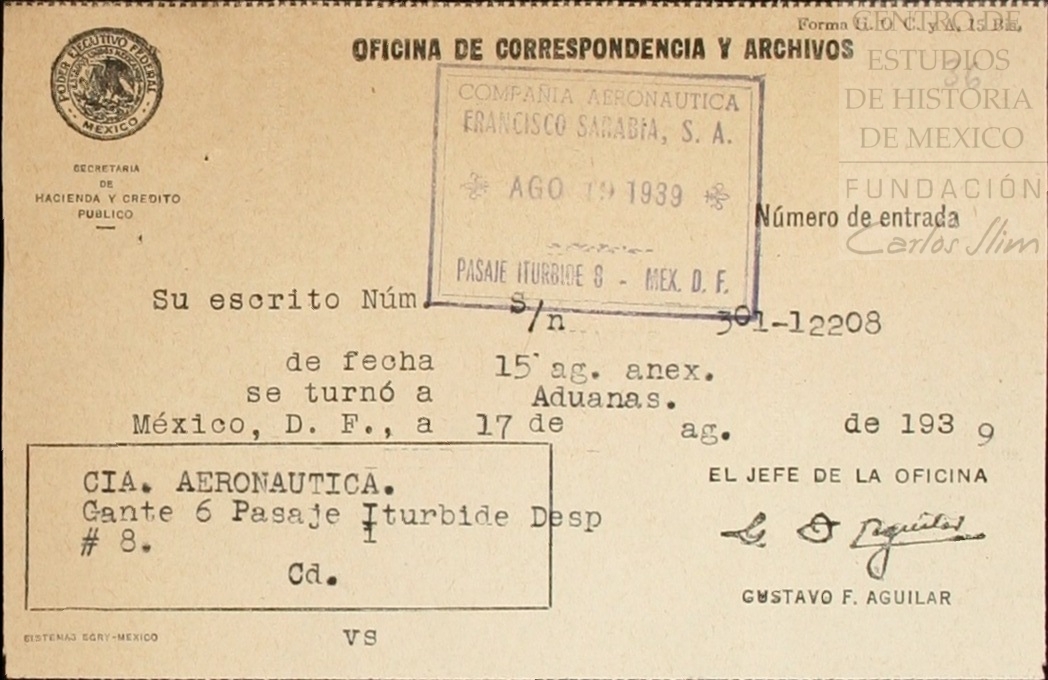 Forma
OFICINA DE CORRESPONDENCIA Y ARCHIVOS
36
CENTRO DE
ESTUDIOS
DE HISTORIA
DE MEXICO
FUNDACIÓN
Carlos Slim
PODER EJECUTIVO FEDERAL
MEXICO
SECRETARIA
DE
HACIENDA Y CREDITO
PUBLICO
COMPAÑIA AERONAUTICA
FRANCISCO SARABIA, S. A.
AGO 19 1939
PASAJE ITURBIDE 8 - MEX. D. F.
Número de entrada
Su escrito Núm. S/n 301-12208
de fecha 15 ag. anex.
se turnó a Aduanas.
México, D. F., a 17 de ag. de 1939
CIA. AERONAUTICA.
Gante 6 Pasaje Iturbide Desp
# 8.
Cd.
EL JEFE DE LA OFICINA
GUSTAVO F. AGUILAR
SISTEMAS EGRY-MEXICO
VS